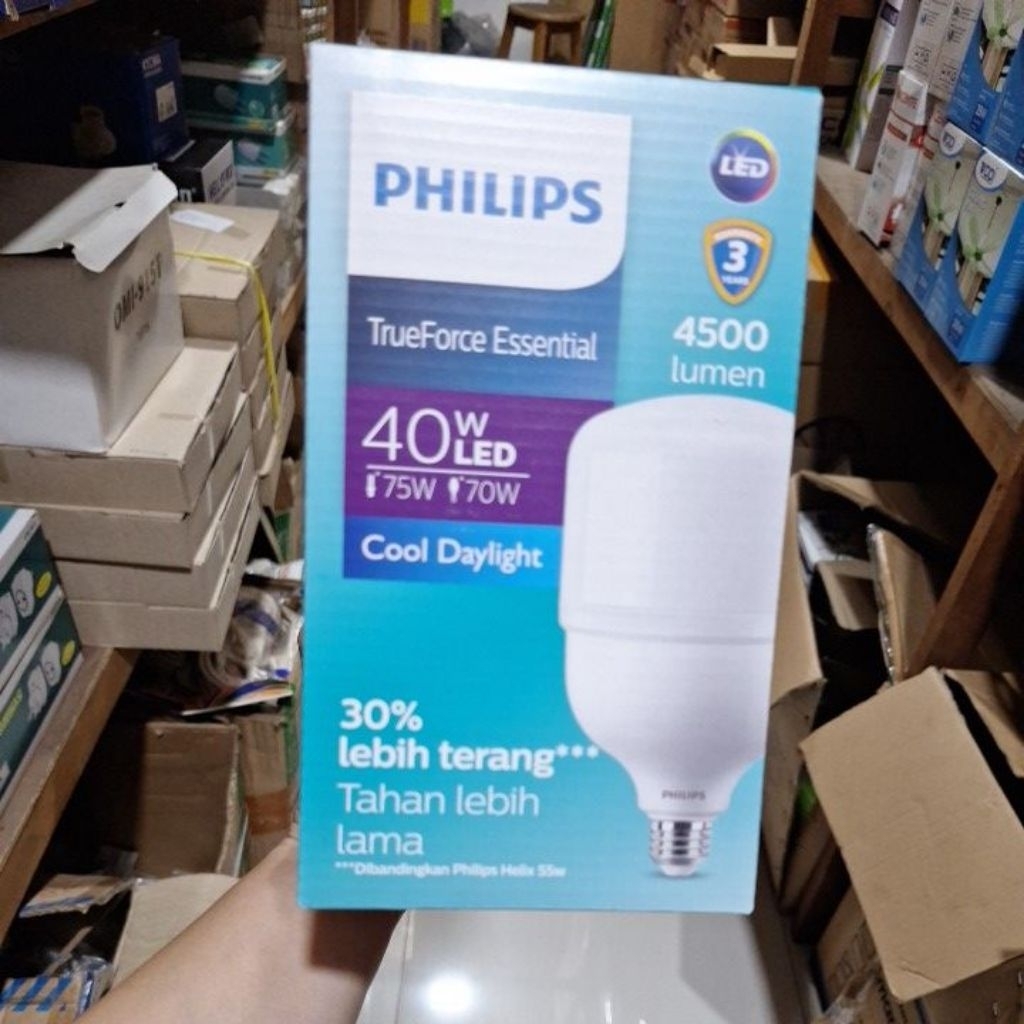 PHILIPS
LED
3
YEARS
TrueForce Essential
4500
lumen
40W
LED
75W 70W
Cool Daylight
30%
lebih terang***
Tahan lebih
lama
***Dibandingkan Philips Helix 55w
PHILIPS